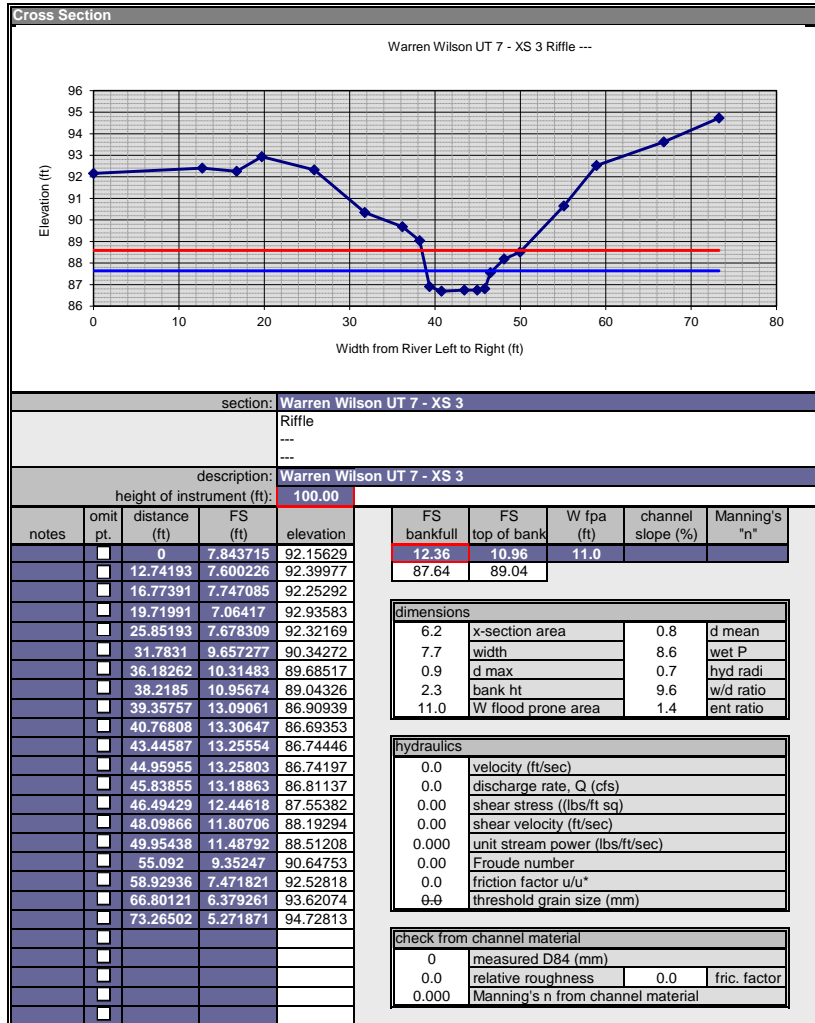 Cross Section
Warren Wilson UT 7 - XS 3 Riffle ---
96
95
94
93
92
91
90
89
88
87
86
Elevation (ft)
0 10 20 30 40 50 60 70 80
Width from River Left to Right (ft)
section: Warren Wilson UT 7 - XS 3
Riffle
---
---
description: Warren Wilson UT 7 - XS 3
height of instrument (ft): 100.00
omit distance FS FS FS W fpa channel Manning's
notes pt. (ft) (ft) elevation bankfull top of bank (ft) slope (%) "n"
0 7.843715 92.15629 12.36 10.96 11.0
12.74193 7.600226 92.39977 87.64 89.04
16.77391 7.747085 92.25292
19.71991 7.06417 92.93583
25.85193 7.678309 92.32169
31.7831 9.657277 90.34272
36.18262 10.31483 89.68517
38.2185 10.95674 89.04326
39.35757 13.09061 86.90939
40.76808 13.30647 86.69353
43.44587 13.25554 86.74446
44.95955 13.25803 86.74197
45.83855 13.18863 86.81137
46.49429 12.44618 87.55382
48.09866 11.80706 88.19294
49.95438 11.48792 88.51208
55.092 9.35247 90.64753
58.92936 7.471821 92.52818
66.80121 6.379261 93.62074
73.26502 5.271871 94.72813
dimensions
6.2 x-section area 0.8 d mean
7.7 width 8.6 wet P
0.9 d max 0.7 hyd radi
2.3 bank ht 9.6 w/d ratio
11.0 W flood prone area 1.4 ent ratio
hydraulics
0.0 velocity (ft/sec)
0.0 discharge rate, Q (cfs)
0.00 shear stress ((lbs/ft sq)
0.00 shear velocity (ft/sec)
0.000 unit stream power (lbs/ft/sec)
0.00 Froude number
0.0 friction factor u/u*
0.0 threshold grain size (mm)
check from channel material
0 measured D84 (mm)
0.0 relative roughness 0.0 fric. factor
0.000 Manning's n from channel material